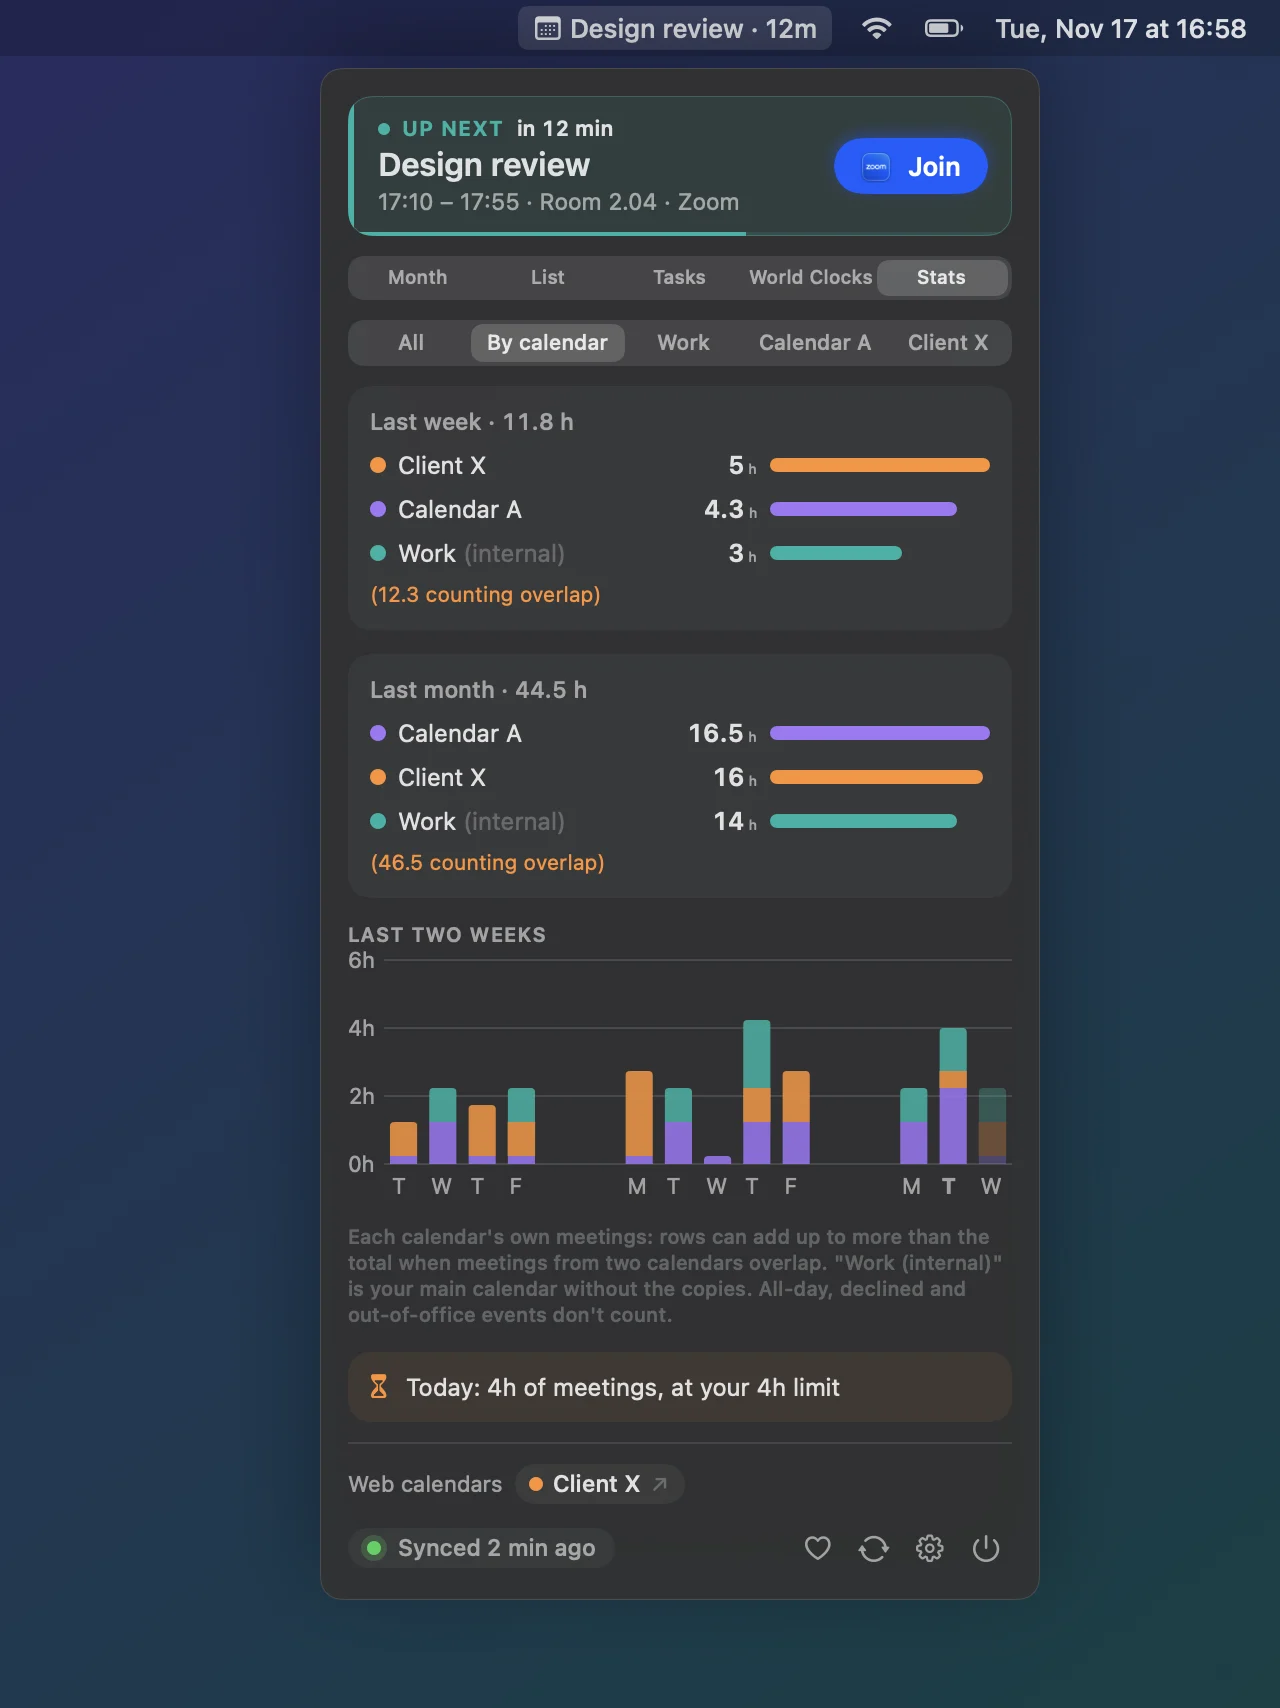 Design review · 12m
Tue, Nov 17 at 16:58
UP NEXT in 12 min
Design review
17:10 – 17:55 · Room 2.04 · Zoom
zoom Join
Month List Tasks World Clocks Stats
All By calendar Work Calendar A Client X
Last week · 11.8 h
Client X 5 h
Calendar A 4.3 h
Work (internal) 3 h
(12.3 counting overlap)
Last month · 44.5 h
Calendar A 16.5 h
Client X 16 h
Work (internal) 14 h
(46.5 counting overlap)
LAST TWO WEEKS
6h
4h
2h
0h
T W T F M T W T F M T W
Each calendar's own meetings: rows can add up to more than the
total when meetings from two calendars overlap. "Work (internal)"
is your main calendar without the copies. All-day, declined and
out-of-office events don't count.
Today: 4h of meetings, at your 4h limit
Web calendars Client X ↗
Synced 2 min ago